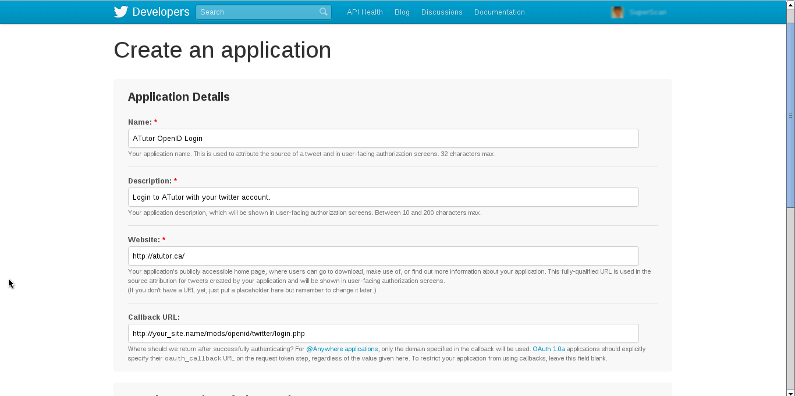 Developers
Search
API Health
Blog
Discussions
Documentation
Create an application
Application Details
Name: *
ATutor OpenID Login
Your application name. This is used to attribute the source of a tweet and in user-facing authorization screens. 32 characters max.
Description: *
Login to ATutor with your twitter account.
Your application description, which will be shown in user-facing authorization screens. Between 10 and 200 characters max.
Website: *
http://atutor.ca/
Your application's publicly accessible home page, where users can go to download, make use of, or find out more information about your application. This fully-qualified URL is used in the
source attribution for tweets created by your application and will be shown in user-facing authorization screens.
(If you don't have a URL yet, just put a placeholder here but remember to change it later.)
Callback URL:
http://your_site.name/mods/openid/twitter/login.php
Where should we return after successfully authenticating? For @Anywhere applications, only the domain specified in the callback will be used. OAuth 1.0a applications should explicitly
specify their oauth_callback URL on the request token step, regardless of the value given here. To restrict your application from using callbacks, leave this field blank.